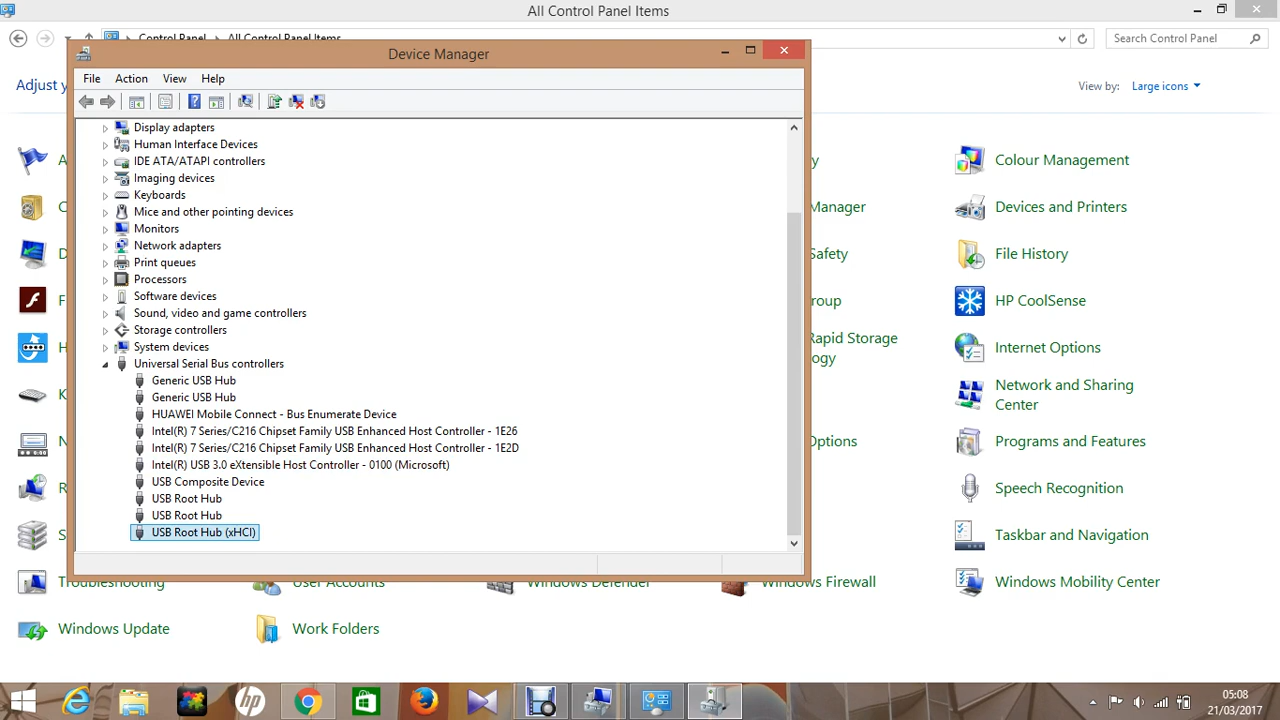 All Control Panel Items
Control Panel
All Control Panel Items
Search Control Panel
Adjust y
View by:
Large icons
Device Manager
File
Action
View
Help
Display adapters
Human Interface Devices
IDE ATA/ATAPI controllers
Imaging devices
Keyboards
Mice and other pointing devices
Monitors
Network adapters
Print queues
Processors
Software devices
Sound, video and game controllers
Storage controllers
System devices
Universal Serial Bus controllers
Generic USB Hub
Generic USB Hub
HUAWEI Mobile Connect - Bus Enumerate Device
Intel(R) 7 Series/C216 Chipset Family USB Enhanced Host Controller - 1E26
Intel(R) 7 Series/C216 Chipset Family USB Enhanced Host Controller - 1E2D
Intel(R) USB 3.0 eXtensible Host Controller - 0100 (Microsoft)
USB Composite Device
USB Root Hub
USB Root Hub
USB Root Hub (xHCI)
Manager
Safety
roup
Rapid Storage
ogy
Options
Colour Management
Devices and Printers
File History
HP CoolSense
Internet Options
Network and Sharing
Center
Programs and Features
Speech Recognition
Taskbar and Navigation
Troubleshooting
User Accounts
Windows Defender
Windows Firewall
Windows Mobility Center
Windows Update
Work Folders
hp
05:08
21/03/2017